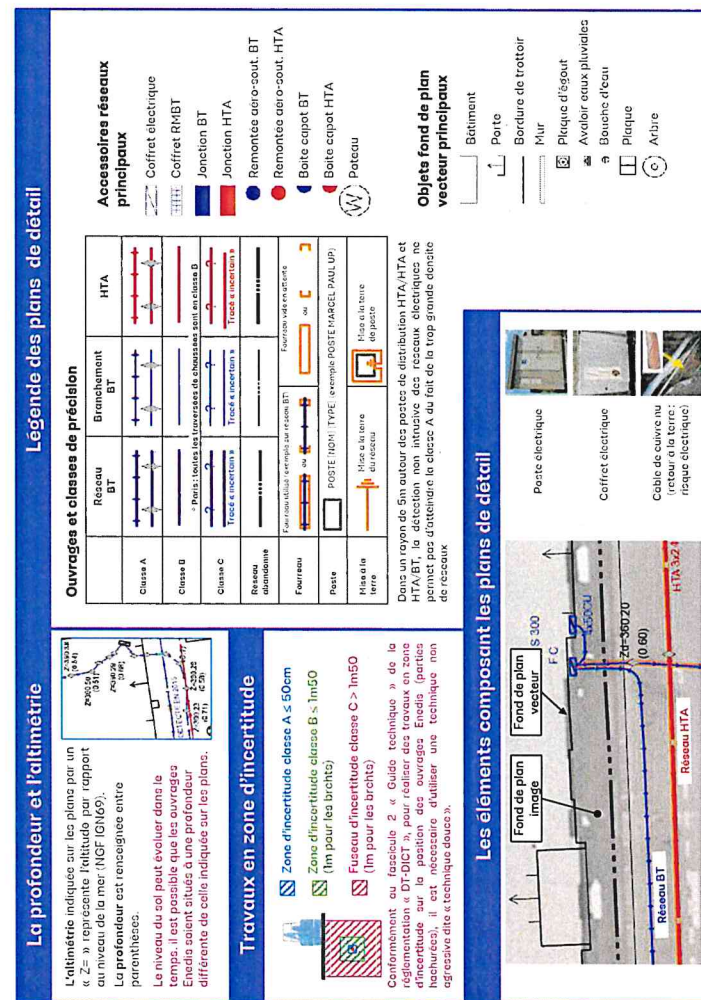 La profondeur et l'altimétrie
L'altimétrie indiquée sur les plans par un
« Z= » représente l'altitude par rapport
au niveau de la mer (NGF IGN69).
La profondeur est renseignée entre
parenthèses.
Le niveau du sol peut évoluer dans le
temps, il est possible que les ouvrages
Enedis soient situés à une profondeur
différente de celle indiquée sur les plans.
Travaux en zone d'incertitude
Zone d'incertitude classe A ≤ 50cm
Zone d'incertitude classe B ≤ 1m50
(1m pour les brchts)
Fuseau d'incertitude classe C > 1m50
(1m pour les brchts)
Conformément au fascicule 2 « Guide technique » de la
réglementation « DT-DICT », pour réaliser des travaux en zone
d'incertitude sur la position des ouvrages Enedis (parties
hachurées), il est nécessaire d'utiliser une technique non
agressive dite « technique douce ».
Légende des plans de détail
Ouvrages et classes de précision
Réseau
BT
Branchement
BT
HTA
Classe A
Classe B
* Paris : toutes les traversées de chaussées sont en classe B
Classe C
Tracé « incertain »
Tracé « incertain »
Tracé « incertain »
Réseau
abandonné
Fourreau
Fourreau utilisé (exemple sur réseau BT)
ou
Fourreau vide en attente
ou
Poste
POSTE [NOM] [TYPE] (exemple POSTE MARCEL PAUL UP)
Mise à la
terre
Mise à la terre
du réseau
Mise à la terre
de poste
Dans un rayon de 5m autour des postes de distribution HTA/HTA et
HTA/BT, la détection non intrusive des réseaux électriques ne
permet pas d'atteindre la classe A du fait de la trop grande densité
de réseaux
Accessoires réseaux
principaux
Coffret électrique
Coffret RMBT
Jonction BT
Jonction HTA
Remontée aéro-sout. BT
Remontée aéro-sout. HTA
Boite capot BT
Boite capot HTA
Poteau
Objets fond de plan
vecteur principaux
Bâtiment
Porte
Bordure de trottoir
Mur
Plaque d'égout
Avaloir eaux pluviales
Bouche d'eau
Plaque
Arbre
Les éléments composant les plans de détail
Fond de plan
image
Fond de plan
vecteur
Réseau BT
Réseau HTA
S 300
F C
Zd=360.20
(0.60)
Poste électrique
Coffret électrique
Cable de cuivre nu
(retour à la terre :
risque électrique)